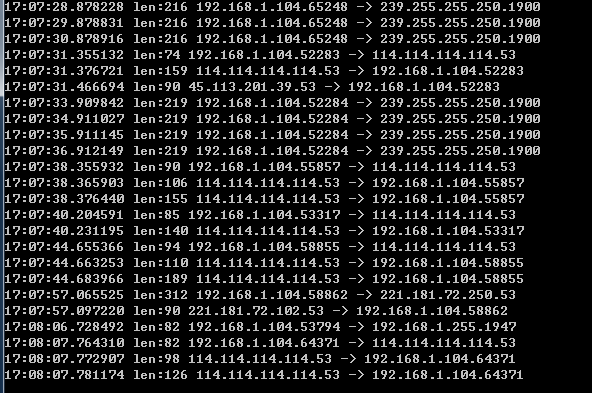 17:07:28.878228 len:216 192.168.1.104.65248 -> 239.255.255.250.1900
17:07:29.878831 len:216 192.168.1.104.65248 -> 239.255.255.250.1900
17:07:30.878916 len:216 192.168.1.104.65248 -> 239.255.255.250.1900
17:07:31.355132 len:74 192.168.1.104.52283 -> 114.114.114.114.53
17:07:31.376721 len:159 114.114.114.114.53 -> 192.168.1.104.52283
17:07:31.466694 len:90 45.113.201.39.53 -> 192.168.1.104.52283
17:07:33.909842 len:219 192.168.1.104.52284 -> 239.255.255.250.1900
17:07:34.911027 len:219 192.168.1.104.52284 -> 239.255.255.250.1900
17:07:35.911145 len:219 192.168.1.104.52284 -> 239.255.255.250.1900
17:07:36.912149 len:219 192.168.1.104.52284 -> 239.255.255.250.1900
17:07:38.355932 len:90 192.168.1.104.55857 -> 114.114.114.114.53
17:07:38.365903 len:106 114.114.114.114.53 -> 192.168.1.104.55857
17:07:38.376440 len:155 114.114.114.114.53 -> 192.168.1.104.55857
17:07:40.204591 len:85 192.168.1.104.53317 -> 114.114.114.114.53
17:07:40.231195 len:140 114.114.114.114.53 -> 192.168.1.104.53317
17:07:44.655366 len:94 192.168.1.104.58855 -> 114.114.114.114.53
17:07:44.663253 len:110 114.114.114.114.53 -> 192.168.1.104.58855
17:07:44.683966 len:189 114.114.114.114.53 -> 192.168.1.104.58855
17:07:57.065525 len:312 192.168.1.104.58862 -> 221.181.72.250.53
17:07:57.097220 len:90 221.181.72.102.53 -> 192.168.1.104.58862
17:08:06.728492 len:82 192.168.1.104.53794 -> 192.168.1.255.1947
17:08:07.764310 len:82 192.168.1.104.64371 -> 114.114.114.114.53
17:08:07.772907 len:98 114.114.114.114.53 -> 192.168.1.104.64371
17:08:07.781174 len:126 114.114.114.114.53 -> 192.168.1.104.64371